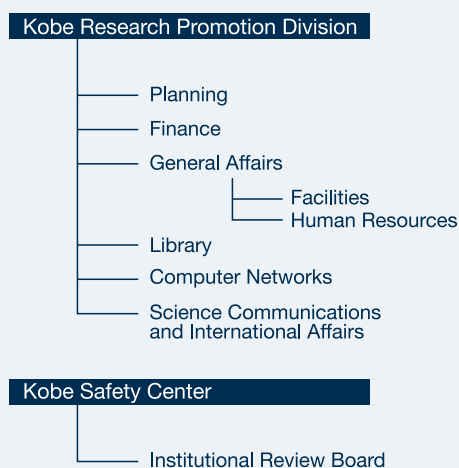 Kobe Research Promotion Division
Planning
Finance
General Affairs
Facilities
Human Resources
Library
Computer Networks
Science Communications
and International Affairs
Kobe Safety Center
Institutional Review Board